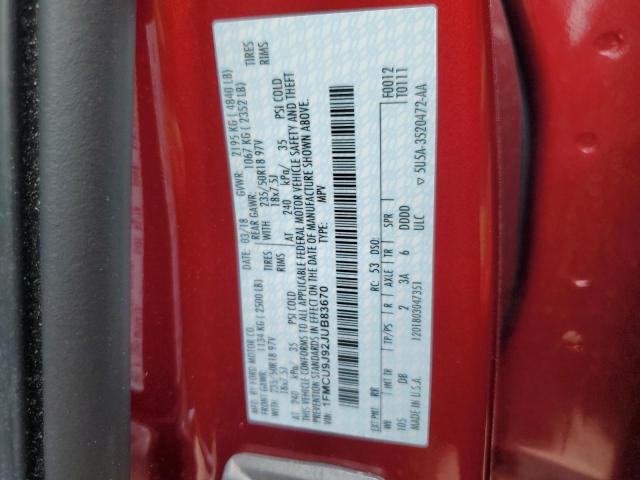 MFD. BY FORD MOTOR CO.
DATE: 03/18 GVWR: 2195 KG ( 4840 LB)
FRONT GAWR: 1134 KG ( 2500 LB) REAR GAWR: 1067 KG ( 2352 LB)
WITH 235/50R18 97V TIRES WITH 235/50R18 97V TIRES
18x7.5J RIMS 18x7.5J RIMS
AT 240 kPa/ 35 PSI COLD AT 240 kPa/ 35 PSI COLD
THIS VEHICLE CONFORMS TO ALL APPLICABLE FEDERAL MOTOR VEHICLE SAFETY AND THEFT
PREVENTION STANDARDS IN EFFECT ON THE DATE OF MANUFACTURE SHOWN ABOVE.
VIN: 1FMCU9J92JUB83670 TYPE: MPV
F0012
T0111
EXT PNT: RR RC: 53 DSO:
WB INT TR TP/PS R AXLE TR SPR
105 DB 2 3A 6 DDDD
MADE IN U.S.A. 1201803047351 ULC
▽ 5U5A-3520472-AA